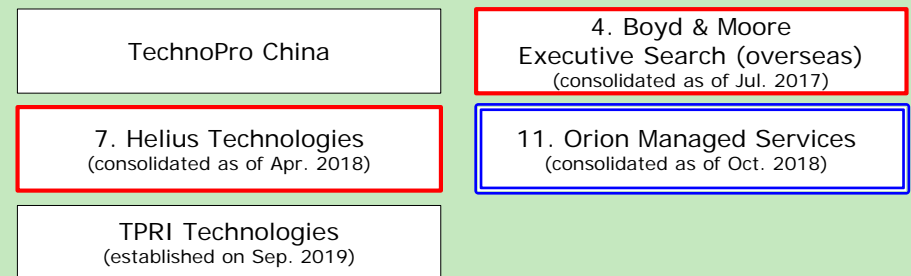 TechnoPro China
4. Boyd & Moore
Executive Search (overseas)
(consolidated as of Jul. 2017)
7. Helius Technologies
(consolidated as of Apr. 2018)
11. Orion Managed Services
(consolidated as of Oct. 2018)
TPRI Technologies
(established on Sep. 2019)